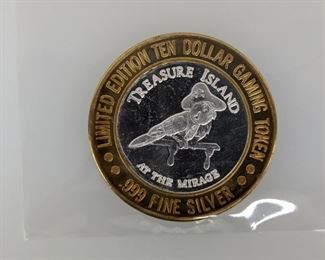 LIMITED EDITION TEN DOLLAR GAMING TOKEN
.999 FINE SILVER
TREASURE ISLAND
AT THE MIRAGE